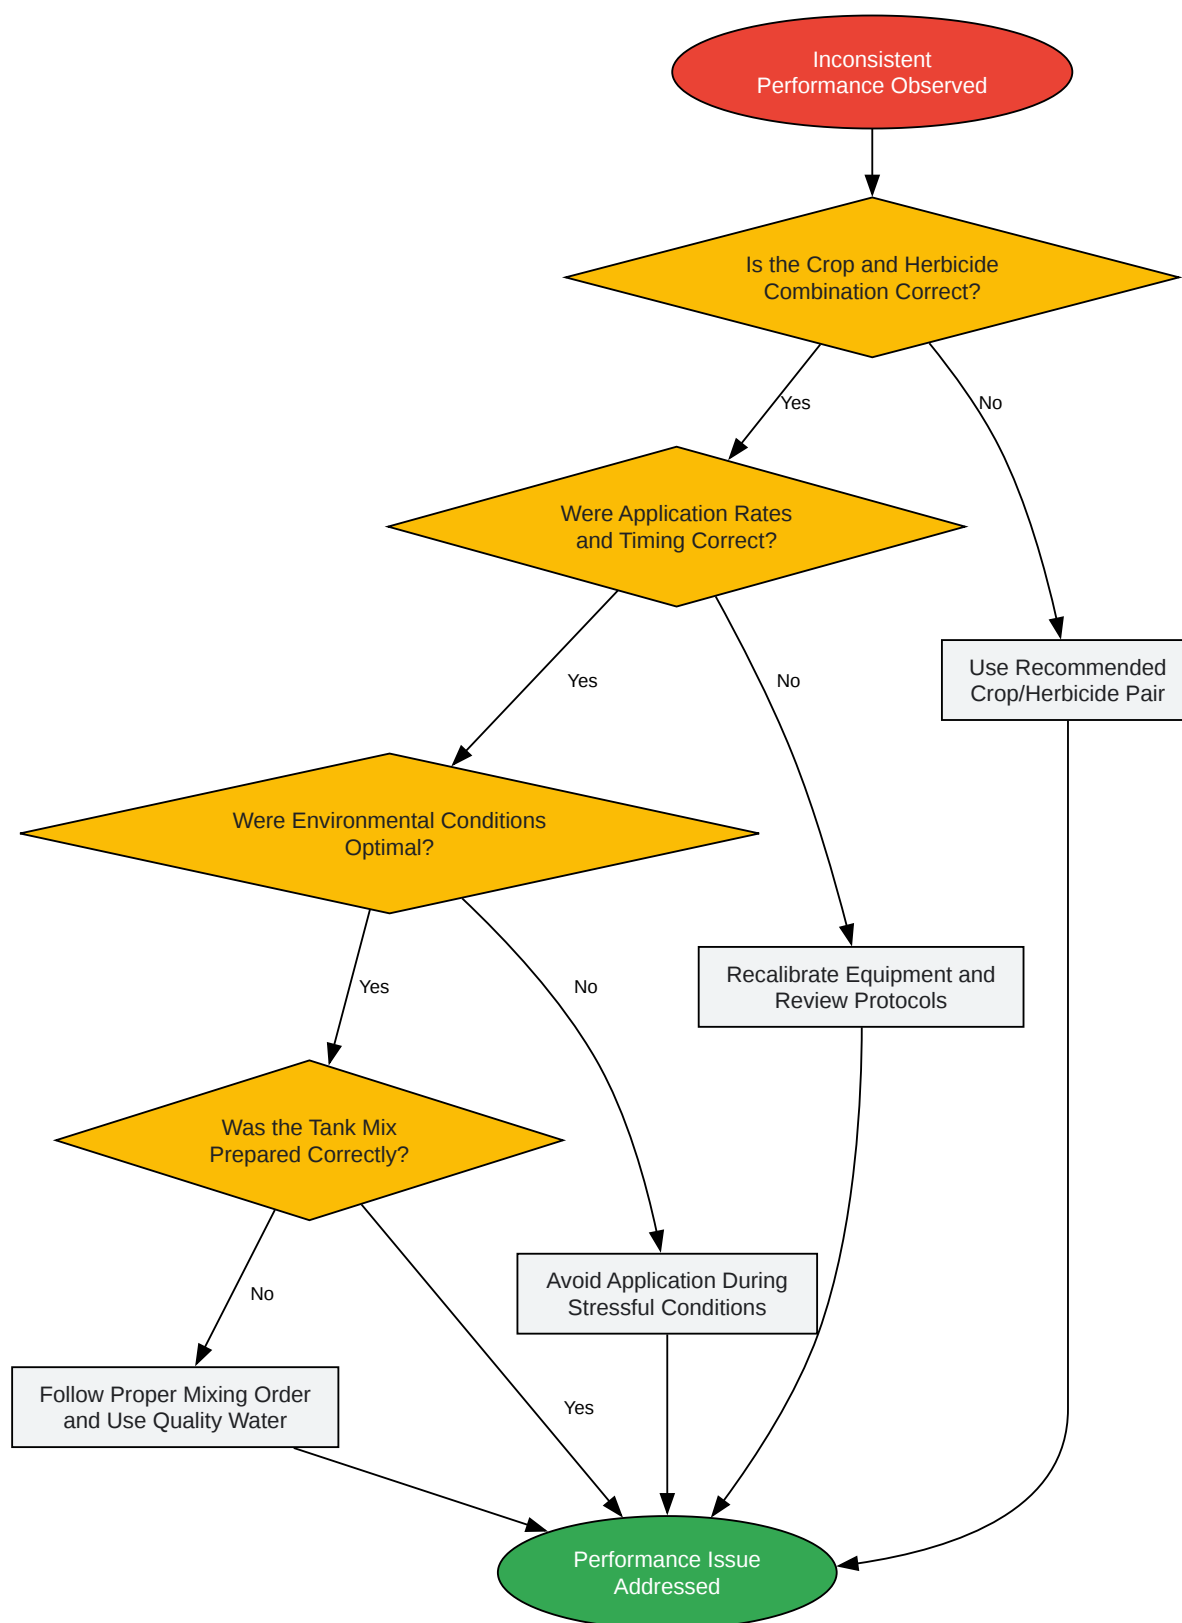 Inconsistent
Performance Observed
Is the Crop and Herbicide
Combination Correct?
Yes
No
Were Application Rates
and Timing Correct?
Use Recommended
Crop/Herbicide Pair
Yes
No
Were Environmental Conditions
Optimal?
Recalibrate Equipment and
Review Protocols
Yes
No
Was the Tank Mix
Prepared Correctly?
Avoid Application During
Stressful Conditions
No
Yes
Follow Proper Mixing Order
and Use Quality Water
Performance Issue
Addressed